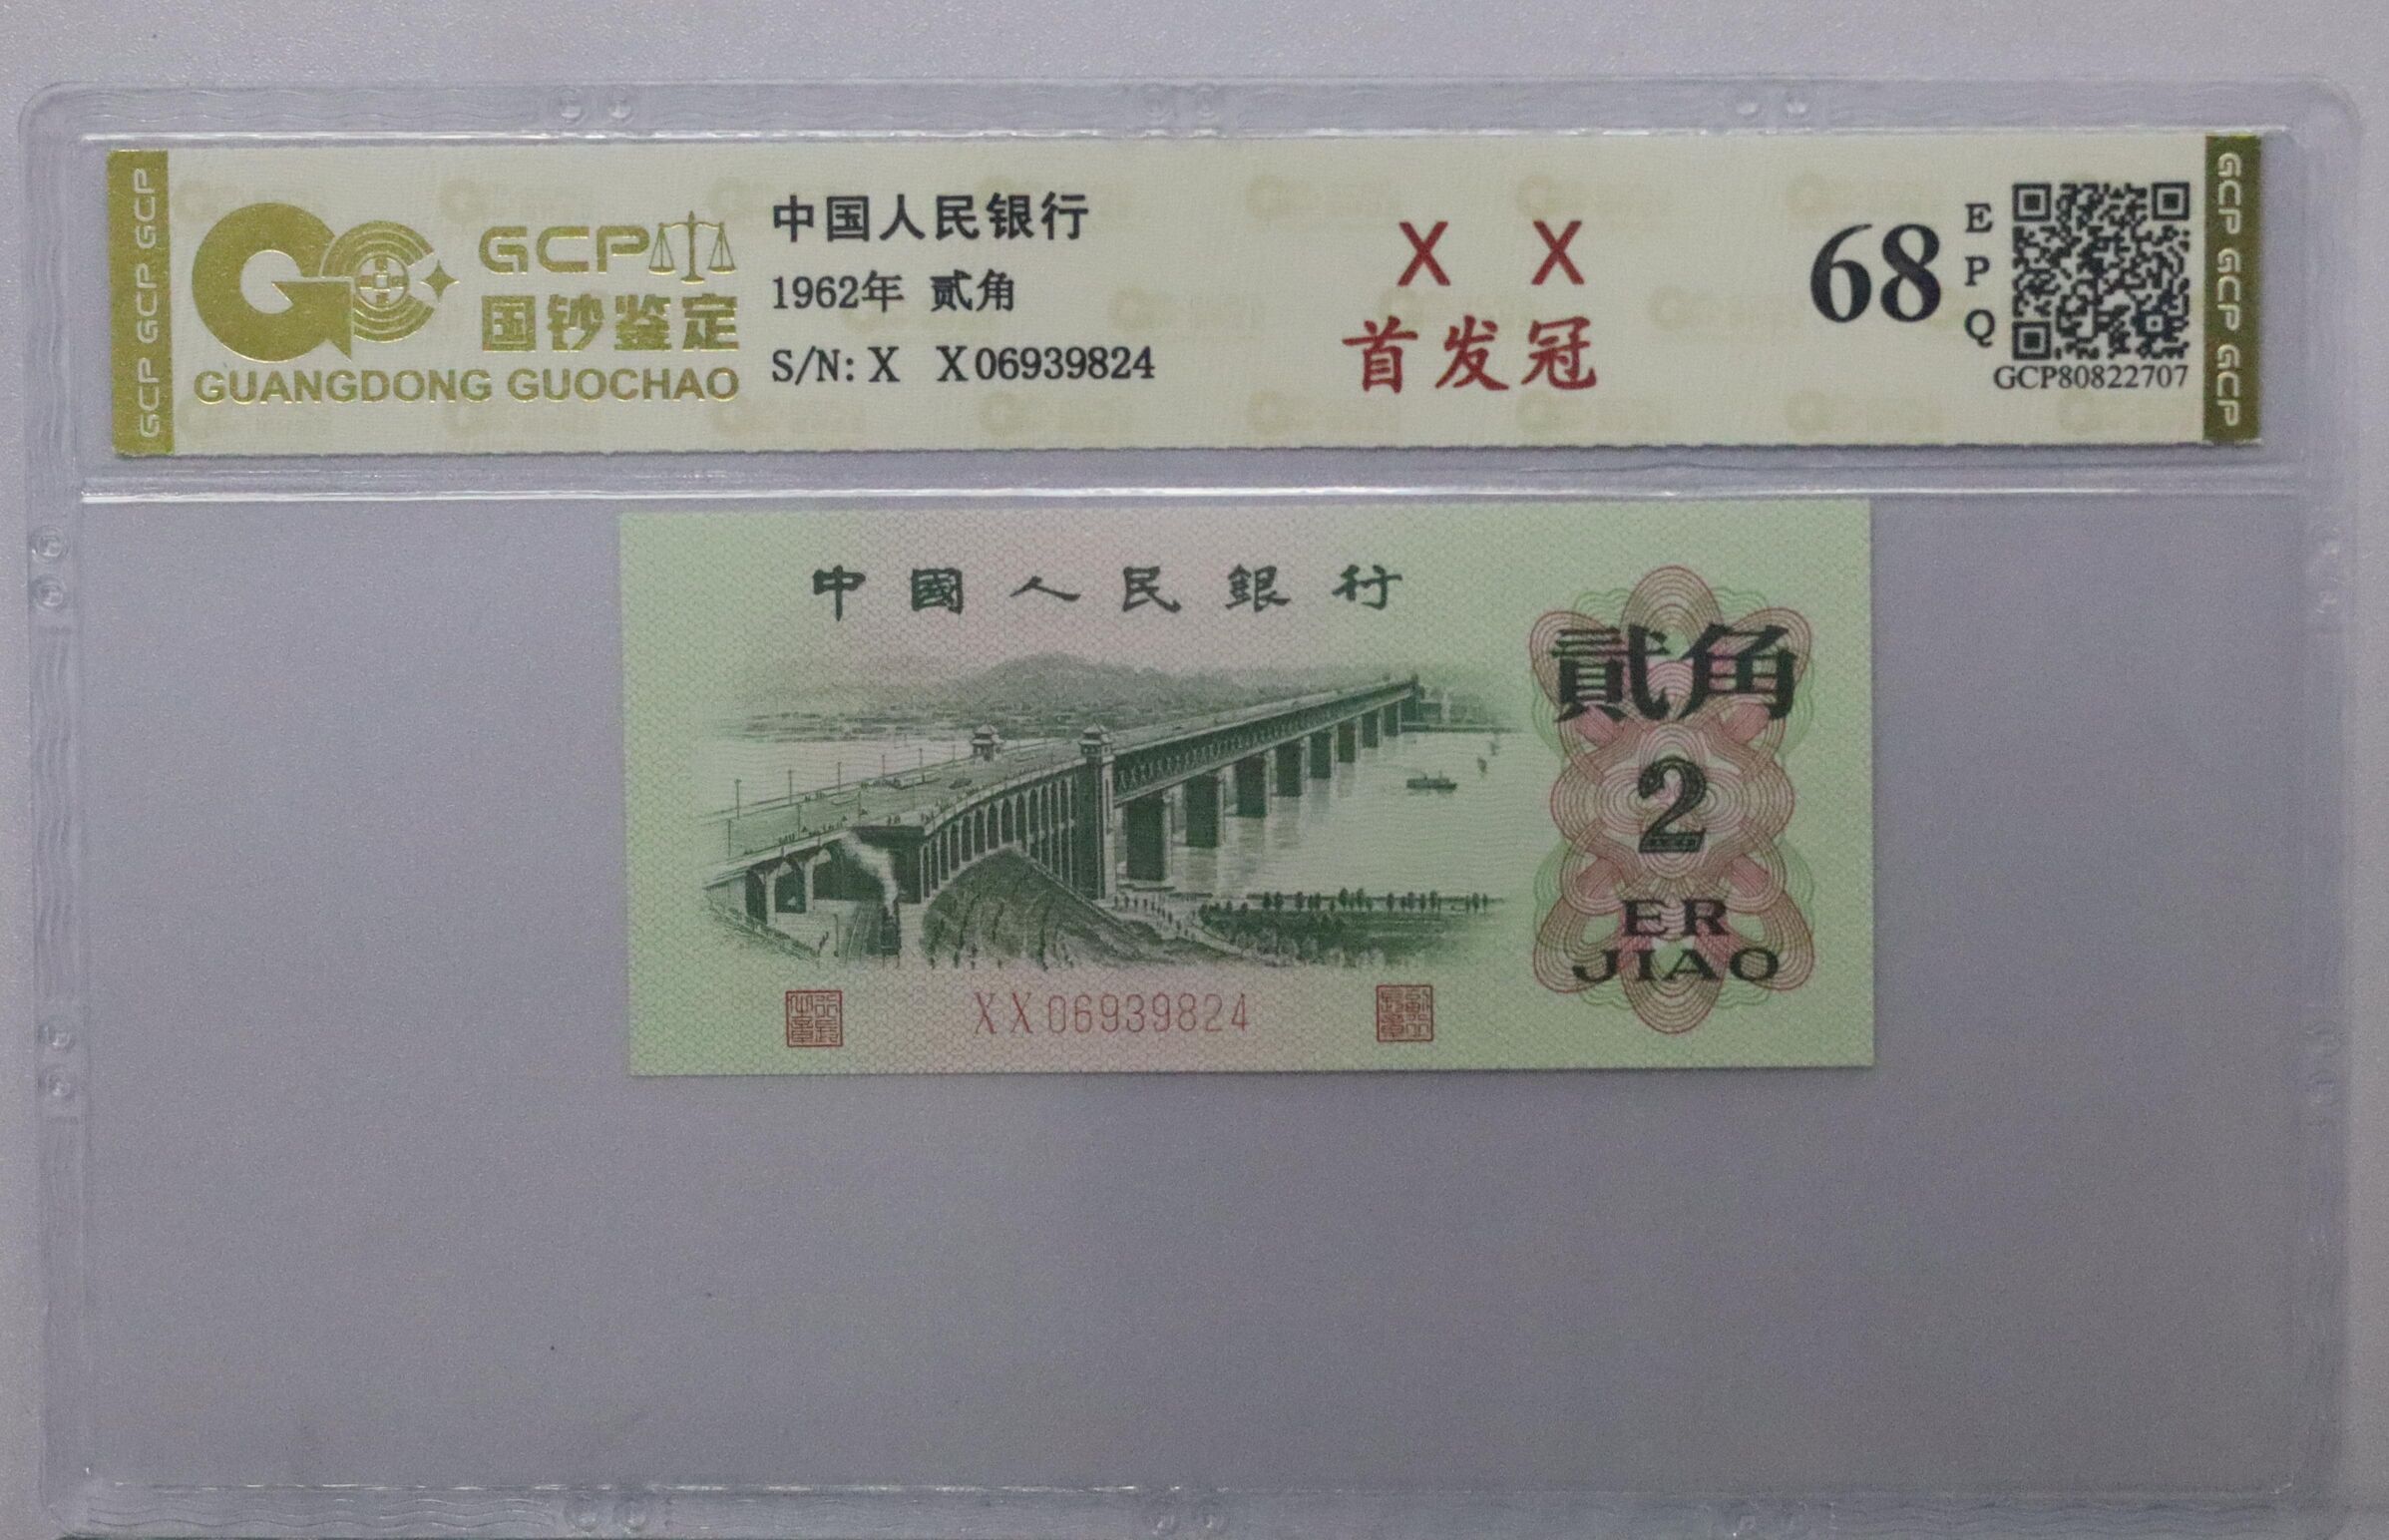 GCP GCP GCP
GCP
国钞鉴定
GUANGDONG GUOCHAO
中国人民银行
1962年 贰角
S/N: X X06939824
X X
首发冠
68
E
P
Q
GCP80822707
GCP GCP GCP
中國人民銀行
貳角
2
ER
JIAO
XX06939824